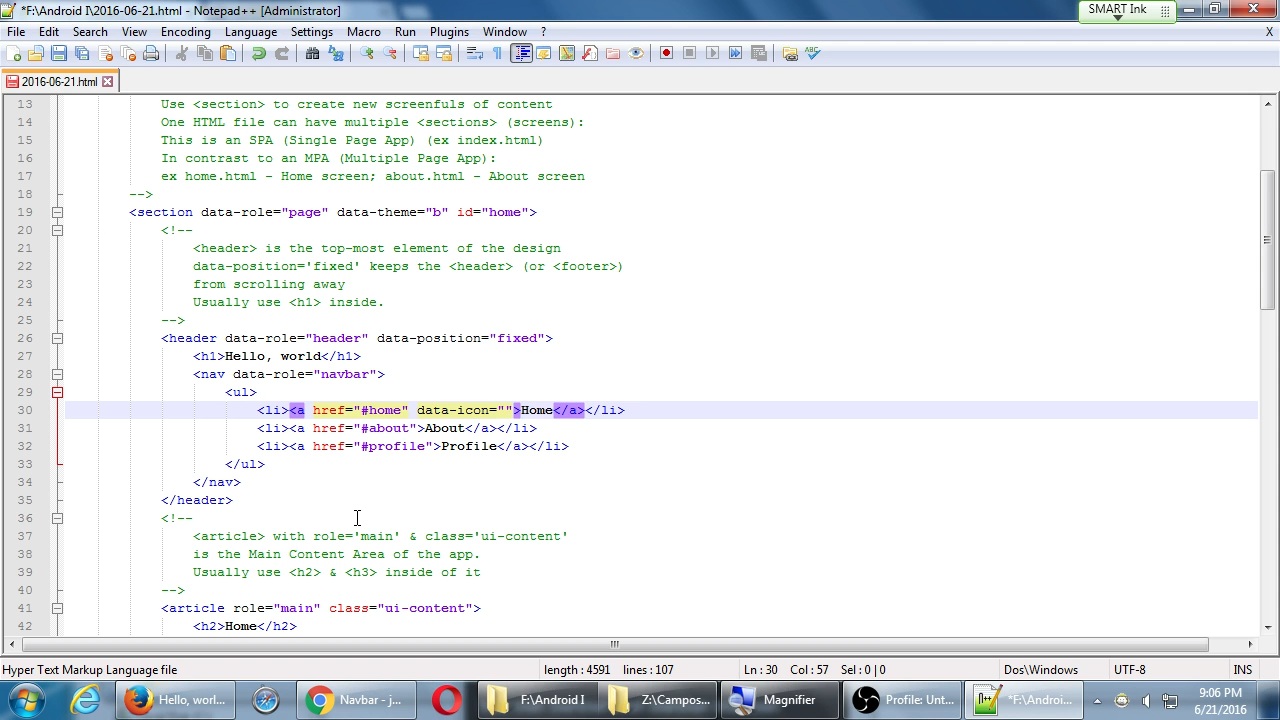 *F:\Android I\2016-06-21.html - Notepad++ [Administrator]
SMART Ink
File Edit Search View Encoding Language Settings Macro Run Plugins Window ? X
2016-06-21.html
13 Use <section> to create new screenfuls of content
14 One HTML file can have multiple <sections> (screens):
15 This is an SPA (Single Page App) (ex index.html)
16 In contrast to an MPA (Multiple Page App):
17 ex home.html - Home screen; about.html - About screen
18 -->
19 <section data-role="page" data-theme="b" id="home">
20 <!--
21 <header> is the top-most element of the design
22 data-position='fixed' keeps the <header> (or <footer>)
23 from scrolling away
24 Usually use <h1> inside.
25 -->
26 <header data-role="header" data-position="fixed">
27 <h1>Hello, world</h1>
28 <nav data-role="navbar">
29 <ul>
30 <li><a href="#home" data-icon="">Home</a></li>
31 <li><a href="#about">About</a></li>
32 <li><a href="#profile">Profile</a></li>
33 </ul>
34 </nav>
35 </header>
36 <!--
37 <article> with role='main' & class='ui-content'
38 is the Main Content Area of the app.
39 Usually use <h2> & <h3> inside of it
40 -->
41 <article role="main" class="ui-content">
42 <h2>Home</h2>
Hyper Text Markup Language file length : 4591 lines : 107 Ln : 30 Col : 57 Sel : 0 | 0 Dos\Windows UTF-8 INS
Hello, worl... Navbar - j... F:\Android I Z:\Campos... Magnifier Profile: Unt... *F:\Androi... 9:06 PM
6/21/2016